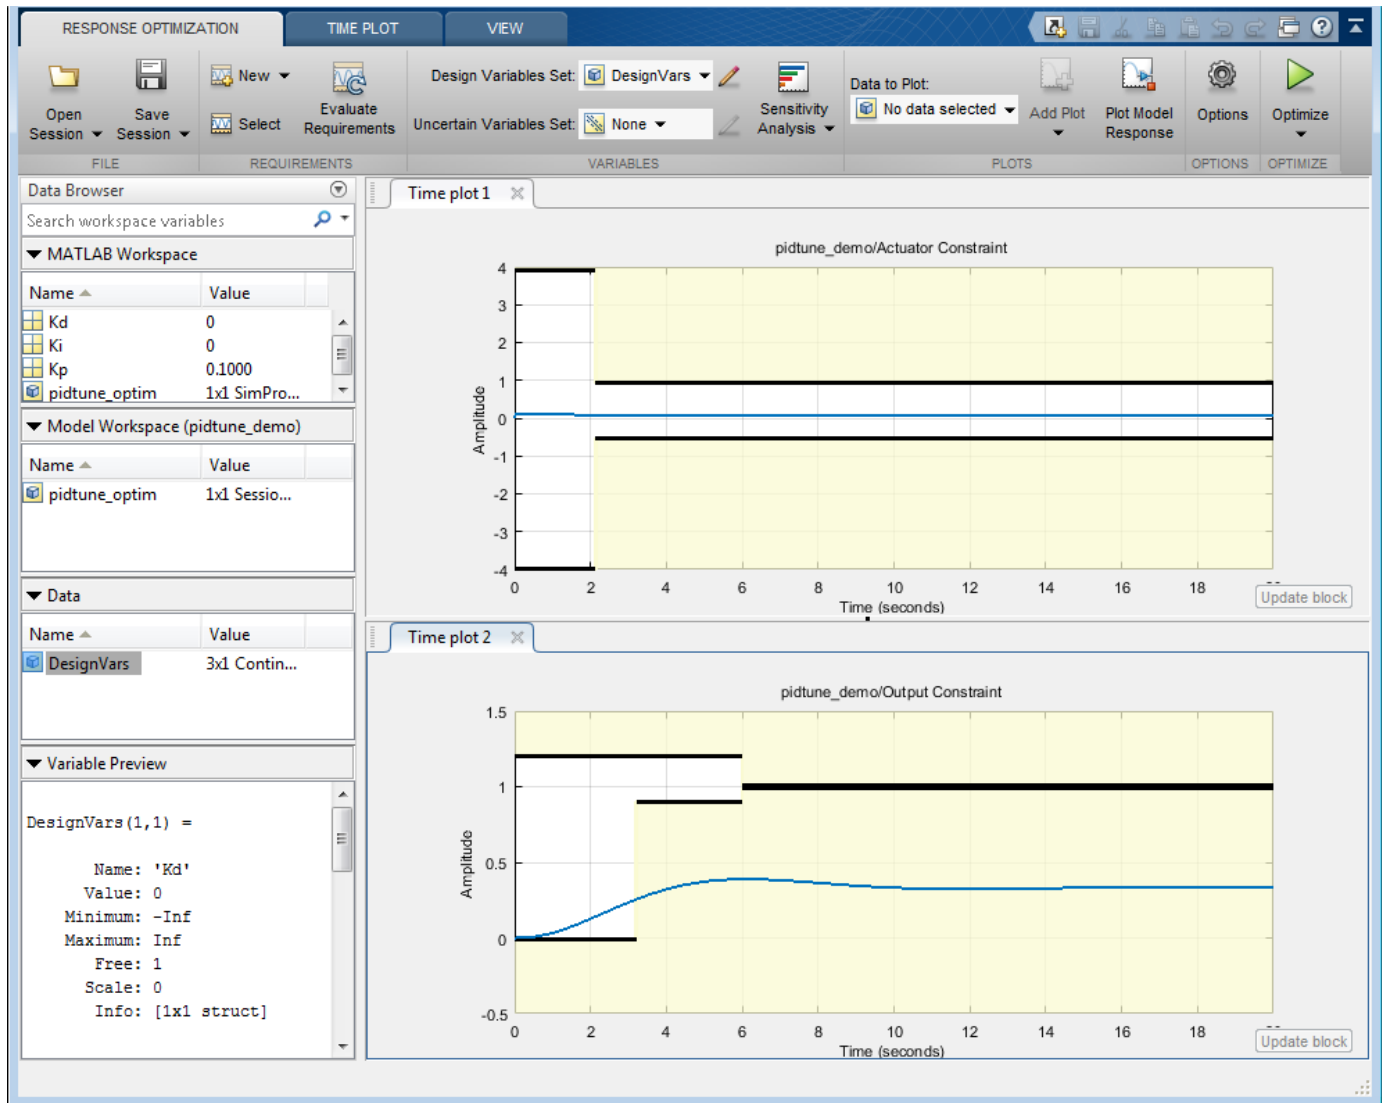 RESPONSE OPTIMIZATION TIME PLOT VIEW
Open Session
Save Session
New
Select
Evaluate Requirements
Design Variables Set: DesignVars
Uncertain Variables Set: None
Sensitivity Analysis
Data to Plot:
No data selected
Add Plot
Plot Model Response
Options
Optimize
FILE REQUIREMENTS VARIABLES PLOTS OPTIONS OPTIMIZE
Data Browser
Search workspace variables
MATLAB Workspace
Name Value
Kd 0
Ki 0
Kp 0.1000
pidtune_optim 1x1 SimPro...
Model Workspace (pidtune_demo)
Name Value
pidtune_optim 1x1 Sessio...
Data
Name Value
DesignVars 3x1 Contin...
Variable Preview
DesignVars(1,1) =
Name: 'Kd'
Value: 0
Minimum: -Inf
Maximum: Inf
Free: 1
Scale: 0
Info: [1x1 struct]
Time plot 1
pidtune_demo/Actuator Constraint
Amplitude
4
3
2
1
0
-1
-2
-3
-4
0 2 4 6 8 10 12 14 16 18
Time (seconds)
Update block
Time plot 2
pidtune_demo/Output Constraint
Amplitude
1.5
1
0.5
0
-0.5
0 2 4 6 8 10 12 14 16 18
Time (seconds)
Update block